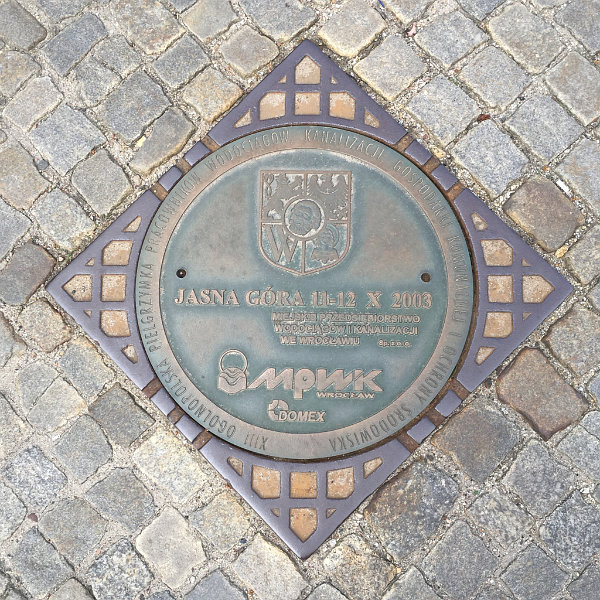 XIII OGÓLNOPOLSKA PIELGRZYMKA PRACOWNIKÓW WODOCIĄGÓW KANALIZACJI GOSPODARKI KOMUNALNEJ I OCHRONY ŚRODOWISKA
W
JASNA GÓRA 11-12 X 2003
MIEJSKIE PRZEDSIĘBIORSTWO
WODOCIĄGÓW I KANALIZACJI
WE WROCŁAWIU Sp. z o.o.
MPWK
WROCŁAW
DOMEX